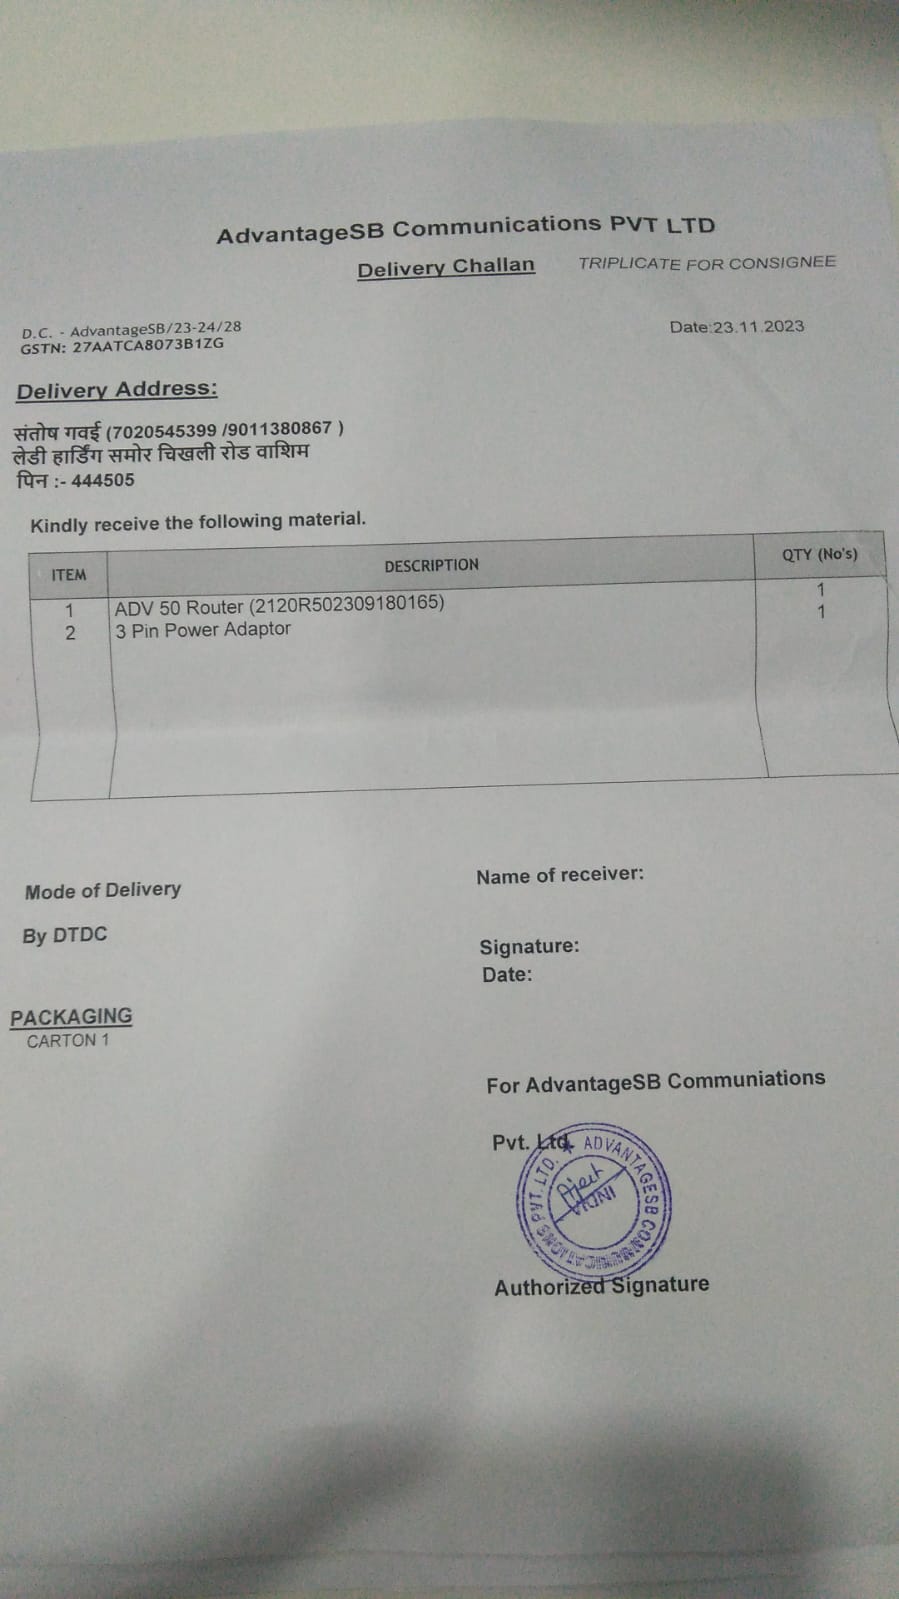 AdvantageSB Communications PVT LTD
Delivery Challan TRIPLICATE FOR CONSIGNEE
D.C. - AdvantageSB/23-24/28 Date:23.11.2023
GSTN: 27AATCA8073B1ZG
Delivery Address:
संतोष गवई (7020545399 /9011380867 )
लेडी हार्डिंग समोर चिखली रोड वाशिम
पिन :- 444505
Kindly receive the following material.
ITEM DESCRIPTION QTY (No's)
1 ADV 50 Router (2120R502309180165) 1
2 3 Pin Power Adaptor 1
Mode of Delivery Name of receiver:
By DTDC
Signature:
Date:
PACKAGING
CARTON 1
For AdvantageSB Communiations
Pvt. Ltd.
ADVANTAGESB COMMUNICATIONS PVT. LTD.
Authorized Signature